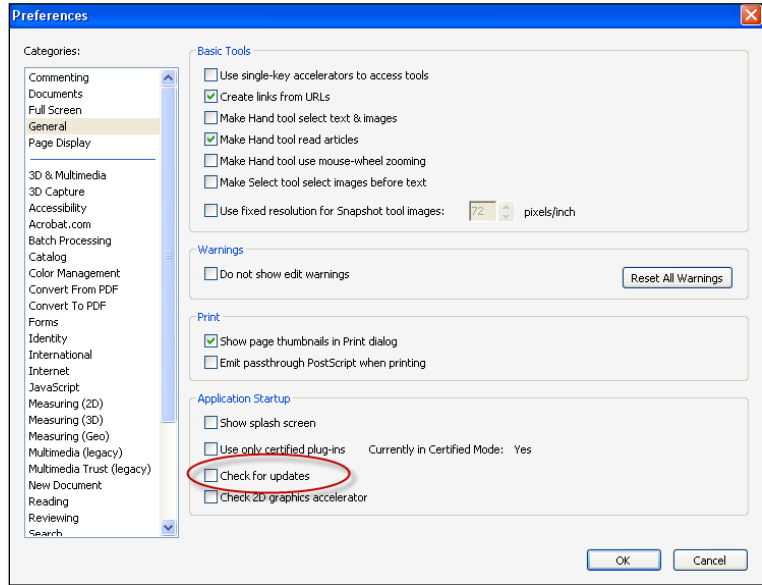 Preferences
Categories:
Commenting
Documents
Full Screen
General
Page Display
3D & Multimedia
3D Capture
Accessibility
Acrobat.com
Batch Processing
Catalog
Color Management
Convert From PDF
Convert To PDF
Forms
Identity
International
Internet
JavaScript
Measuring (2D)
Measuring (3D)
Measuring (Geo)
Multimedia (legacy)
Multimedia Trust (legacy)
New Document
Reading
Reviewing
Search
Basic Tools
Use single-key accelerators to access tools
Create links from URLs
Make Hand tool select text & images
Make Hand tool read articles
Make Hand tool use mouse-wheel zooming
Make Select tool select images before text
Use fixed resolution for Snapshot tool images: 72 pixels/inch
Warnings
Do not show edit warnings Reset All Warnings
Print
Show page thumbnails in Print dialog
Emit passthrough PostScript when printing
Application Startup
Show splash screen
Use only certified plug-ins Currently in Certified Mode: Yes
Check for updates
Check 2D graphics accelerator
OK Cancel